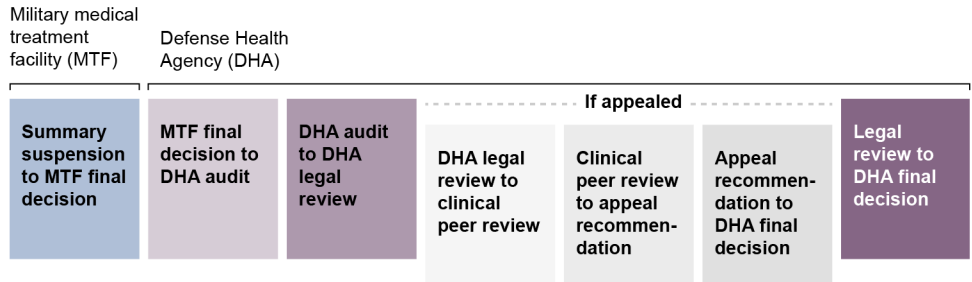 Military medical
treatment
facility (MTF)
Defense Health
Agency (DHA)
Summary
suspension
to MTF final
decision
MTF final
decision to
DHA audit
DHA audit
to DHA
legal
review
If appealed
DHA legal
review to
clinical
peer review
Clinical
peer review
to appeal
recommen-
dation
Appeal
recommen-
dation to
DHA final
decision
Legal
review to
DHA final
decision